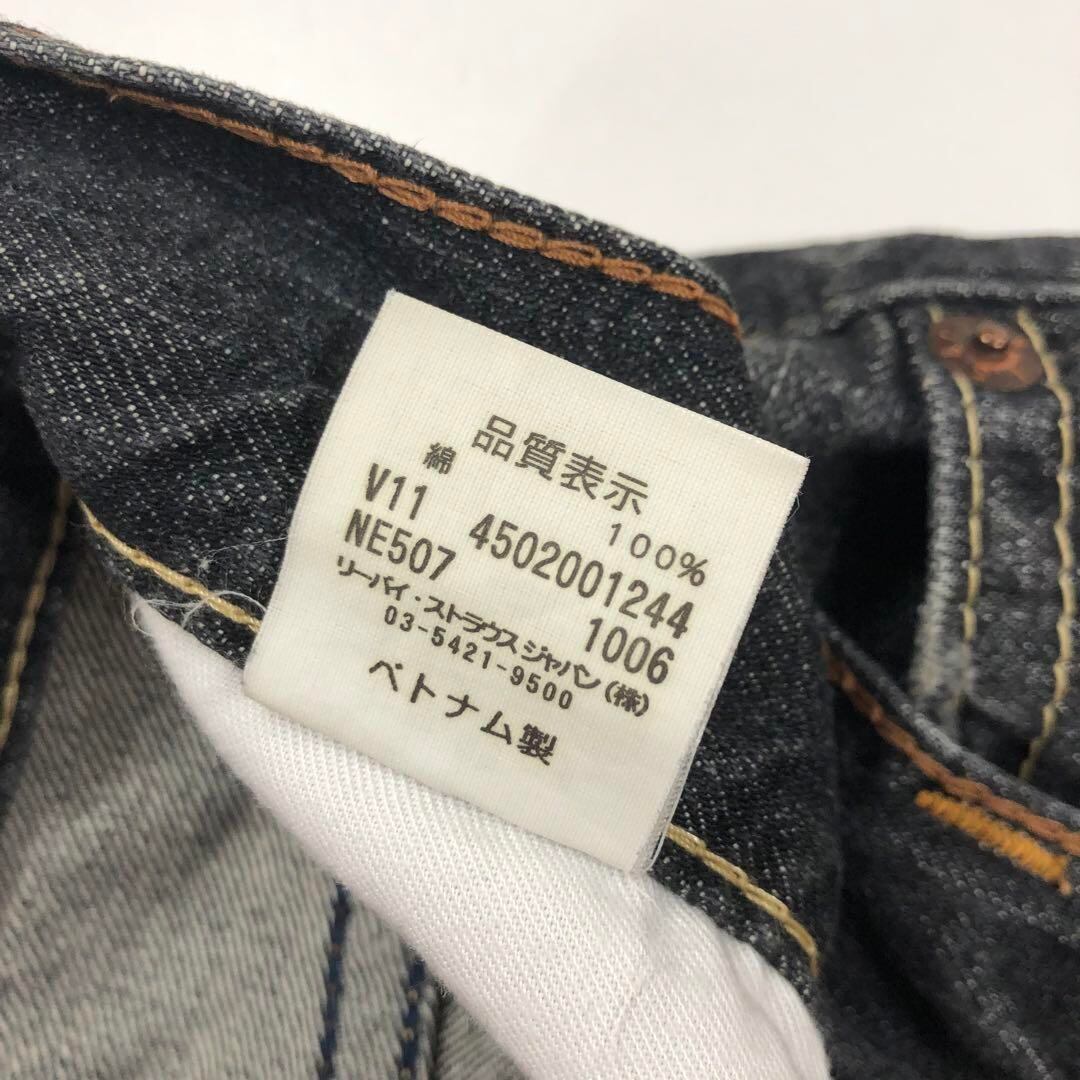 品質表示
綿 100%
V11 4502001244
NE507 1006
リーバイ・ストラウス ジャパン(株)
03-5421-9500
ベトナム製